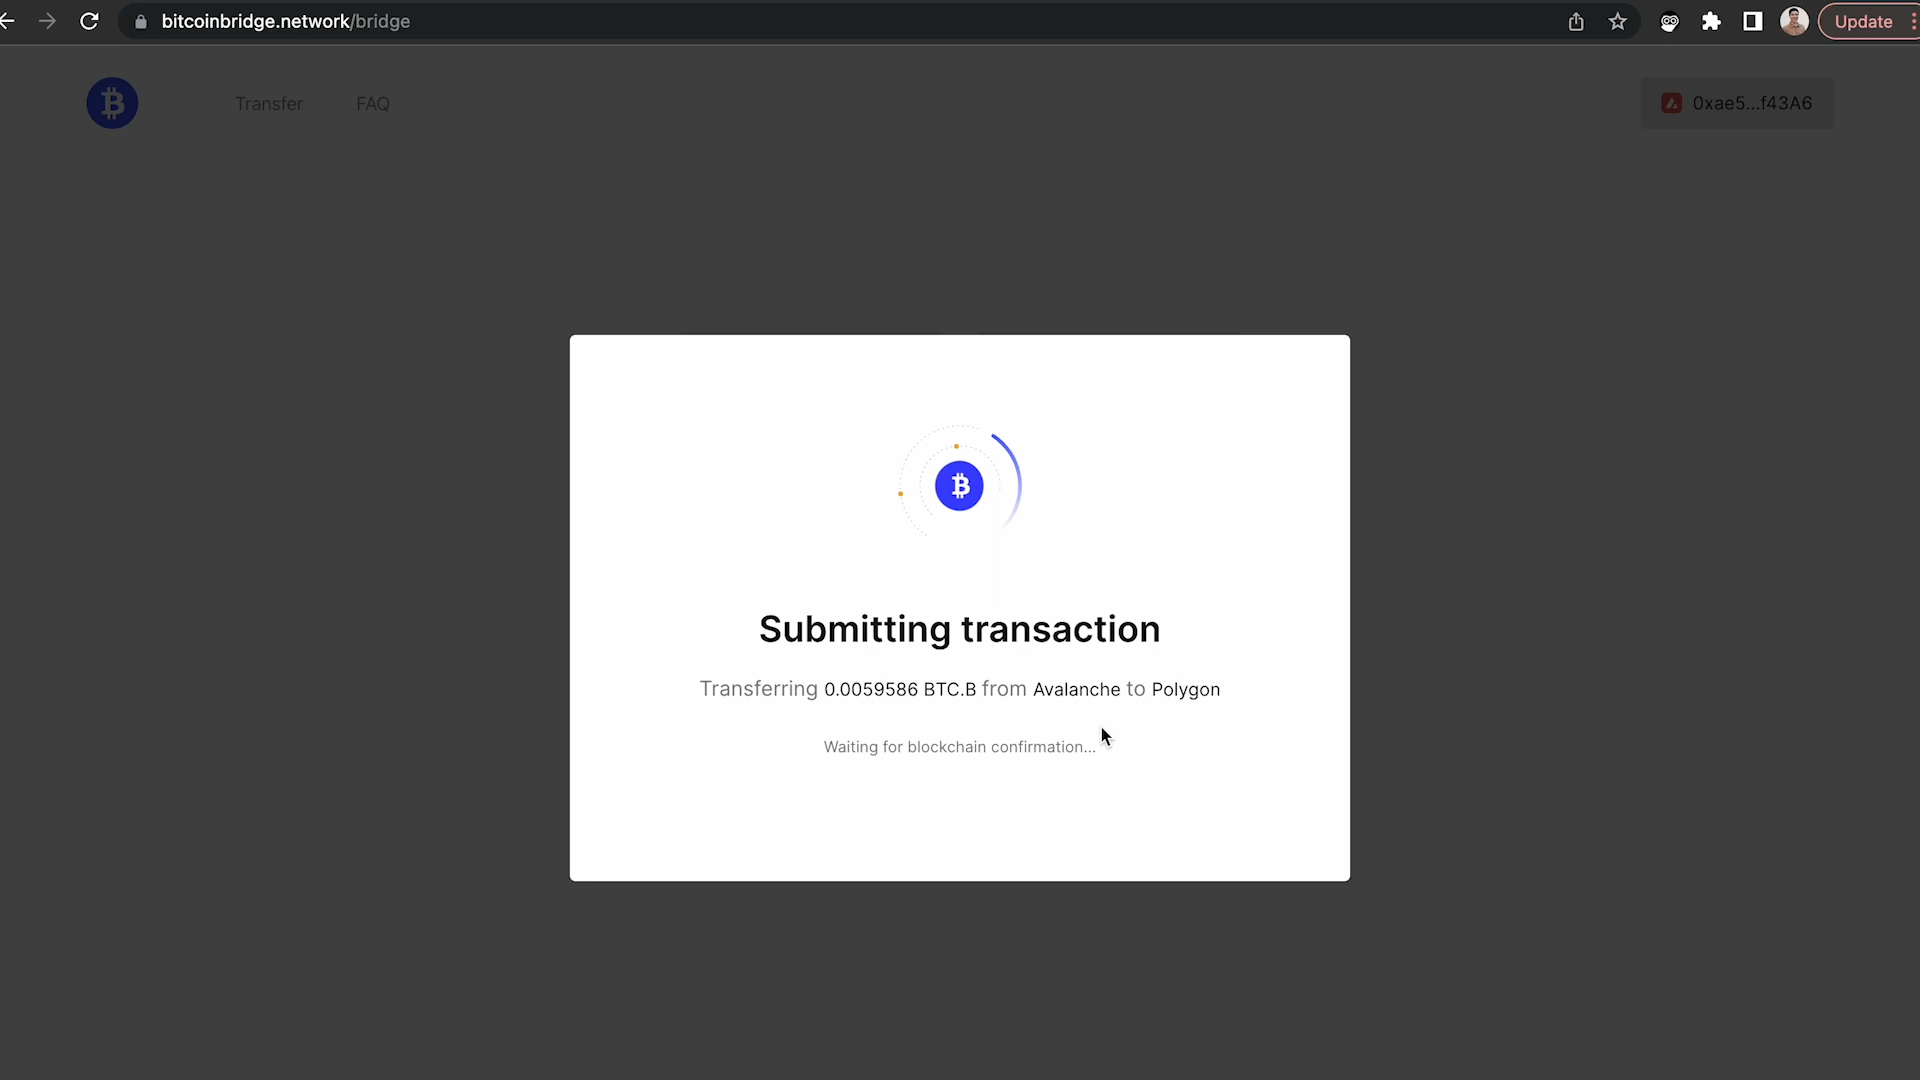 bitcoinbridge.network/bridge
Update
Transfer
FAQ
0xae5...f43A6
Submitting transaction
Transferring 0.0059586 BTC.B from Avalanche to Polygon
Waiting for blockchain confirmation...